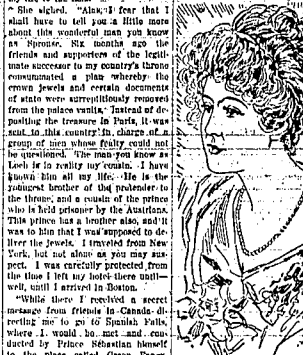 " She sighed. "Alas, I fear that I
shall have to tell you a little more
about this wonderful man you know
as Sprouse. Six months ago the
friends and supporters of the legiti-
mate successor to my country's throne
consummated a plan whereby the
crown jewels and certain documents
of state were surreptitiously removed
from the palace vaults. Instead of de-
positing the treasure in Paris, it was
sent to this country in charge of a
group of men whose fealty could not
be questioned. The man you know as
Loeb is in reality my cousin. I have
known him all my life. He is the
youngest brother of the pretender to
the throne, and a cousin of the prince
who is held prisoner by the Austrians.
This prince has a brother also, and it
was to him that I was supposed to de-
liver the jewels. I traveled from New
York, but not alone as you may sus-
pect. I was carefully protected from
the time I left my hotel there until—
well, until I arrived in Boston.
"While there I received a secret
message from friends in Canada di-
recting me to go to Spanish Falls,
where I would be met and con-
ducted by Prince Sebastian himself
to the place called Green Fancy